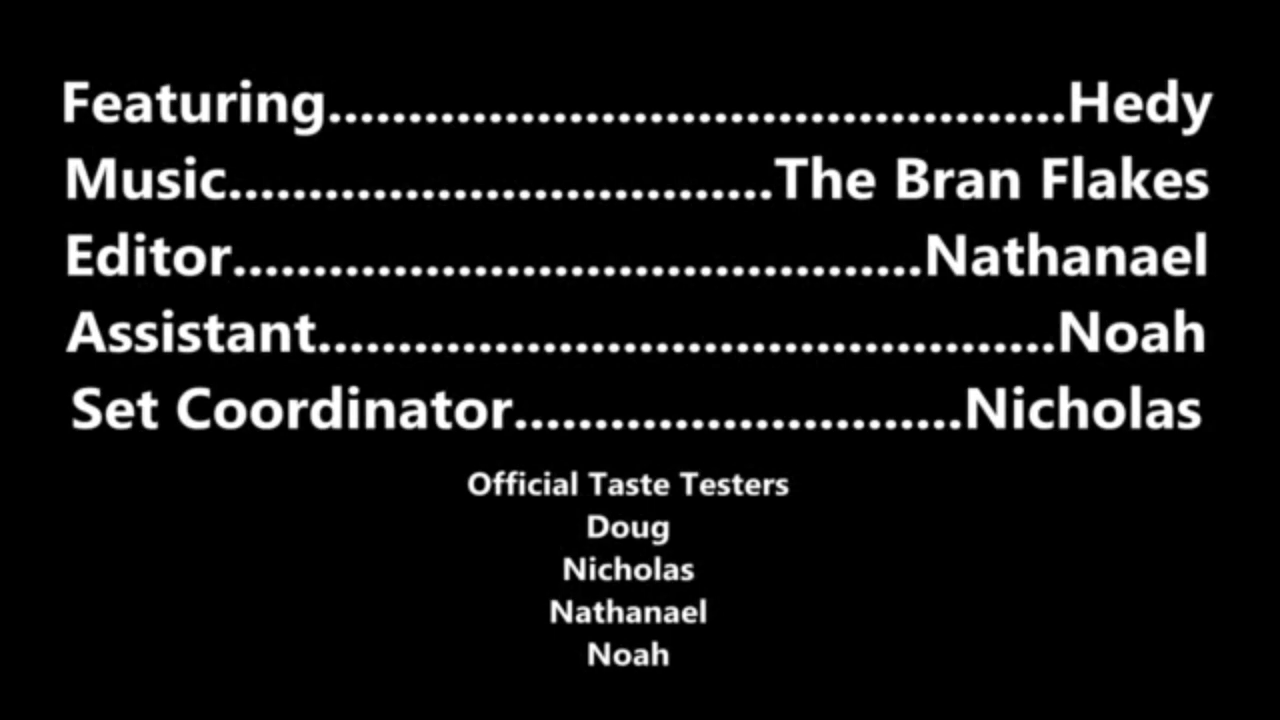 Featuring..............................................Hedy
Music..................................The Bran Flakes
Editor...........................................Nathanael
Assistant..............................................Noah
Set Coordinator............................Nicholas
Official Taste Testers
Doug
Nicholas
Nathanael
Noah